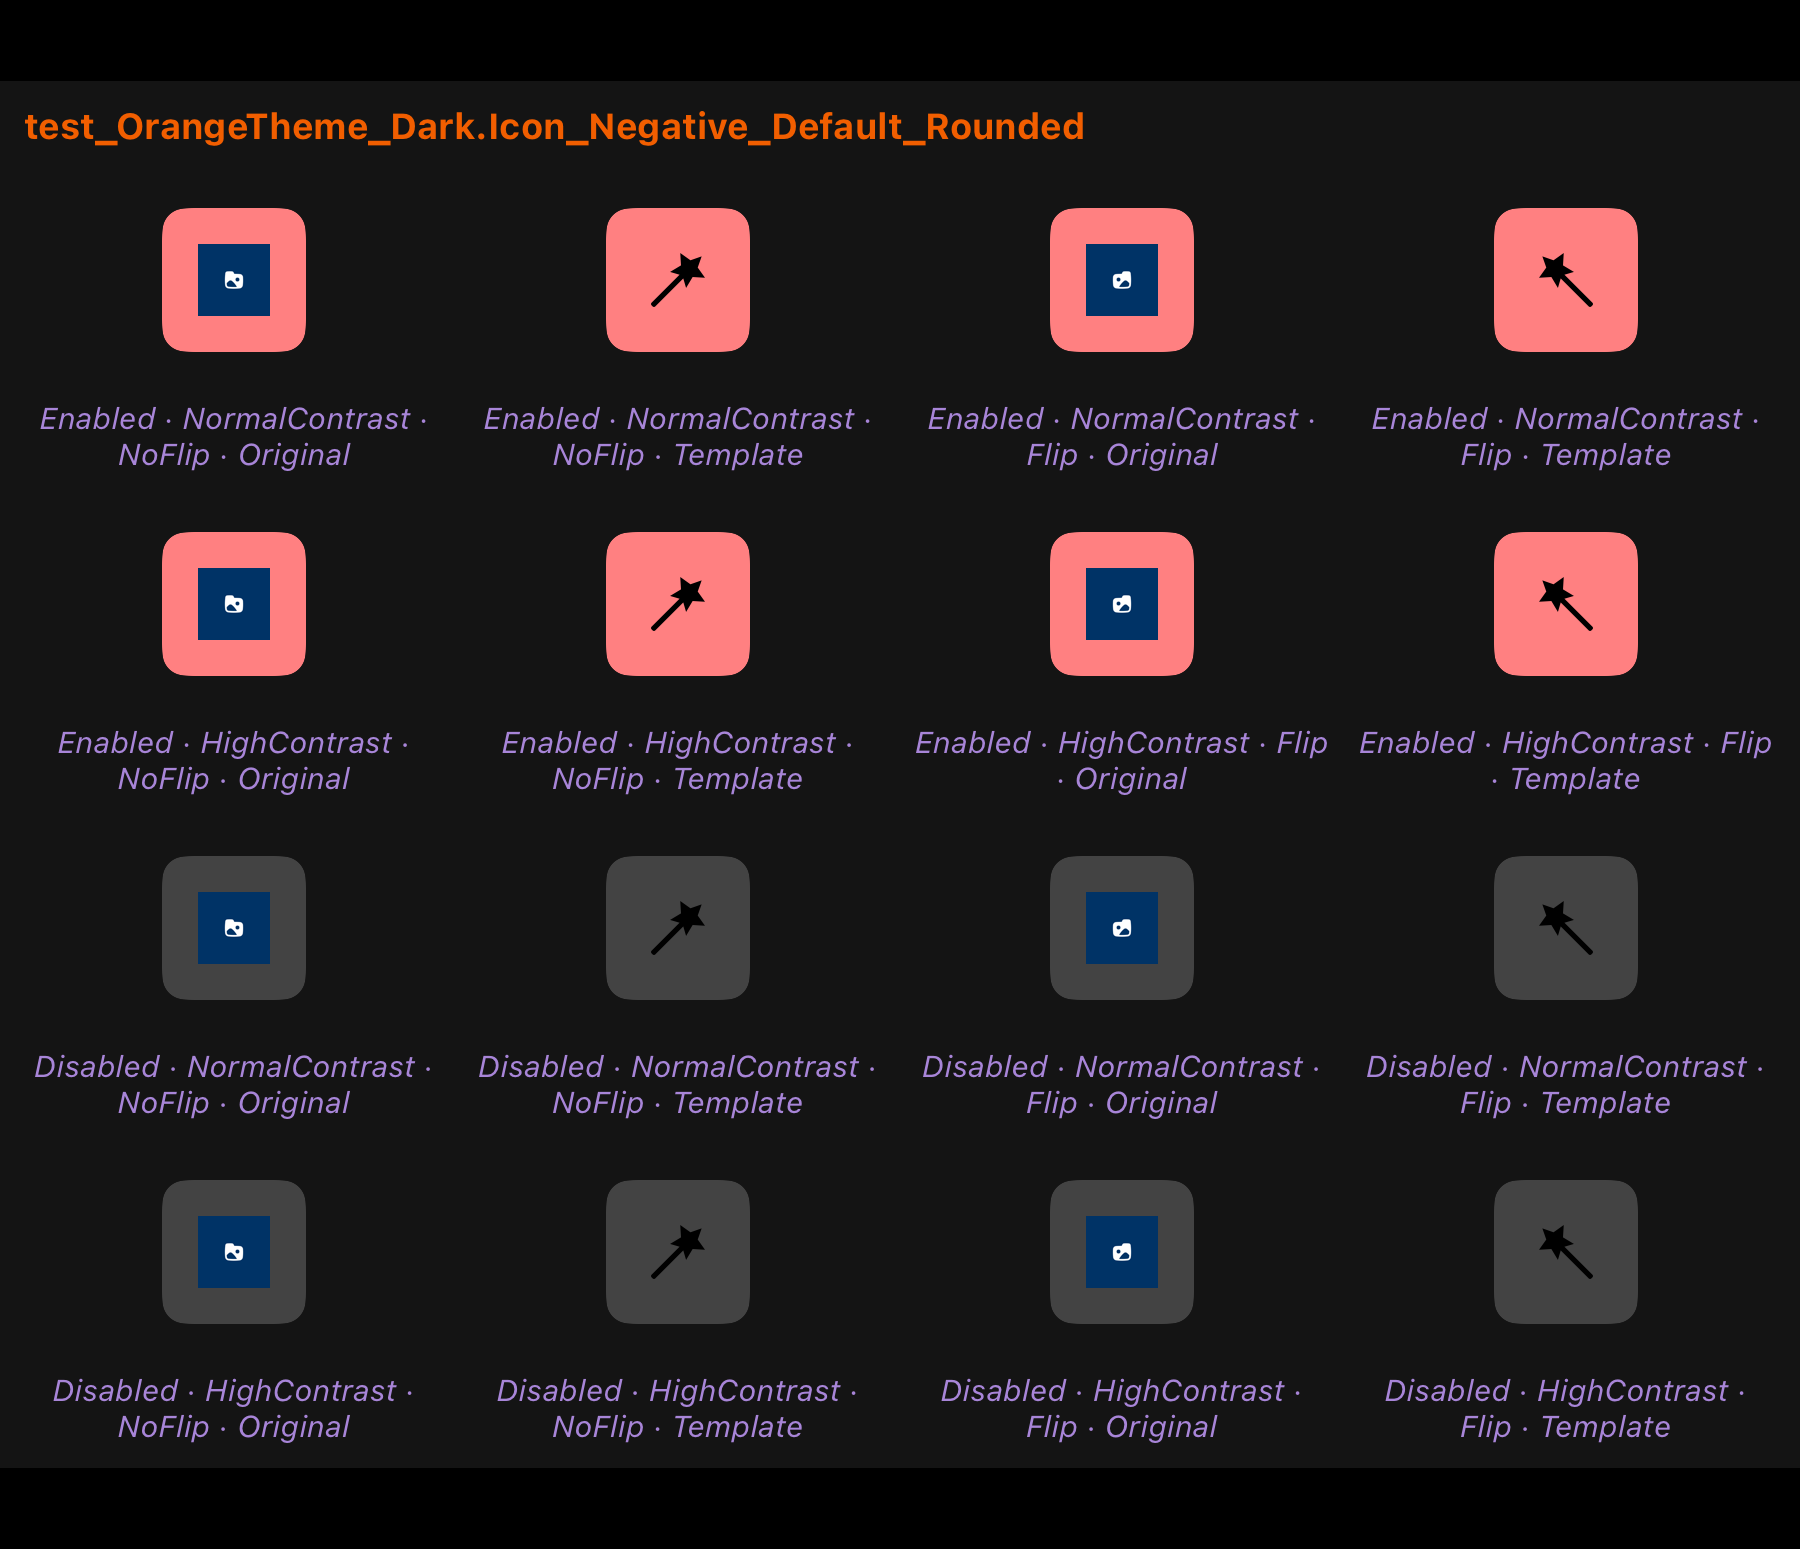 test_OrangeTheme_Dark.Icon_Negative_Default_Rounded
Enabled · NormalContrast ·
NoFlip · Original
Enabled · NormalContrast ·
NoFlip · Template
Enabled · NormalContrast ·
Flip · Original
Enabled · NormalContrast ·
Flip · Template
Enabled · HighContrast ·
NoFlip · Original
Enabled · HighContrast ·
NoFlip · Template
Enabled · HighContrast · Flip
· Original
Enabled · HighContrast · Flip
· Template
Disabled · NormalContrast ·
NoFlip · Original
Disabled · NormalContrast ·
NoFlip · Template
Disabled · NormalContrast ·
Flip · Original
Disabled · NormalContrast ·
Flip · Template
Disabled · HighContrast ·
NoFlip · Original
Disabled · HighContrast ·
NoFlip · Template
Disabled · HighContrast ·
Flip · Original
Disabled · HighContrast ·
Flip · Template